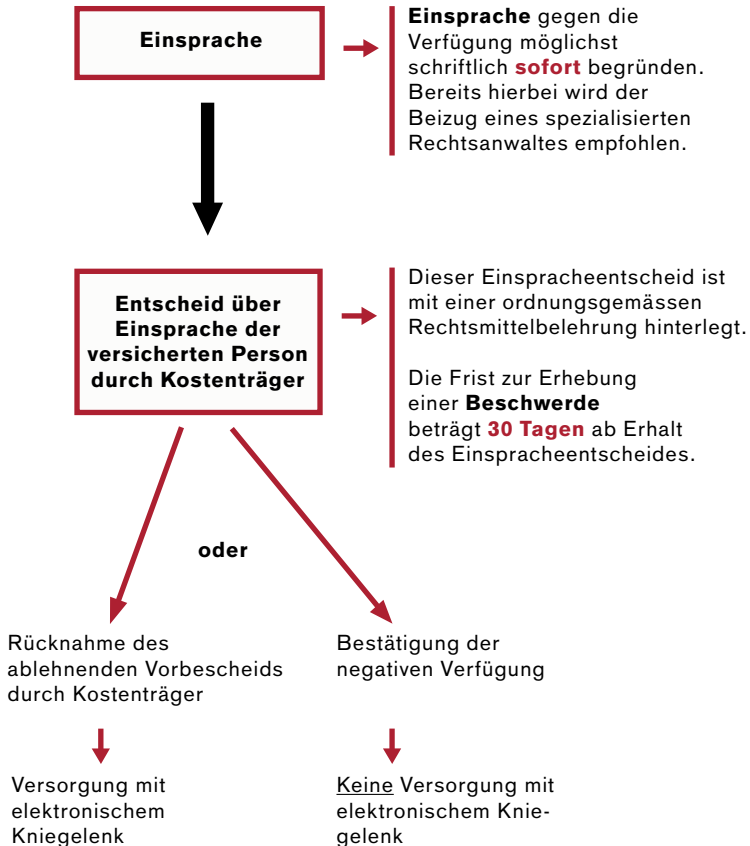 Einsprache
Einsprache gegen die
Verfügung möglichst
schriftlich sofort begründen.
Bereits hierbei wird der
Beizug eines spezialisierten
Rechtsanwaltes empfohlen.
Entscheid über
Einsprache der
versicherten Person
durch Kostenträger
Dieser Einspracheentscheid ist
mit einer ordnungsgemässen
Rechtsmittelbelehrung hinterlegt.
Die Frist zur Erhebung
einer Beschwerde
beträgt 30 Tagen ab Erhalt
des Einspracheentscheides.
oder
Rücknahme des
ablehnenden Vorbescheids
durch Kostenträger
Bestätigung der
negativen Verfügung
Versorgung mit
elektronischem
Kniegelenk
Keine Versorgung mit
elektronischem Knie-
gelenk